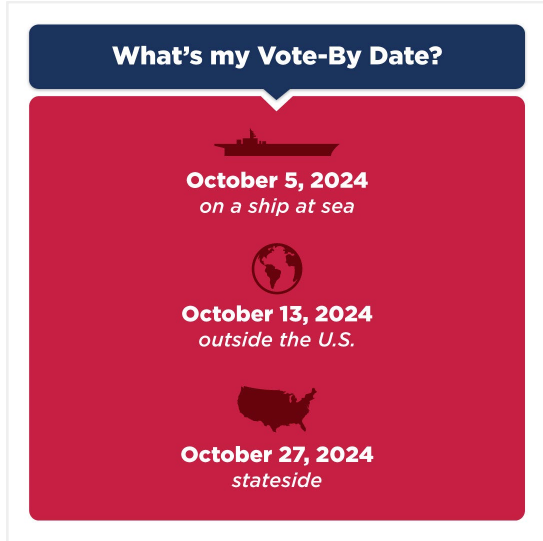 What’s my Vote-By Date?
October 5, 2024
on a ship at sea
October 13, 2024
outside the U.S.
October 27, 2024
stateside